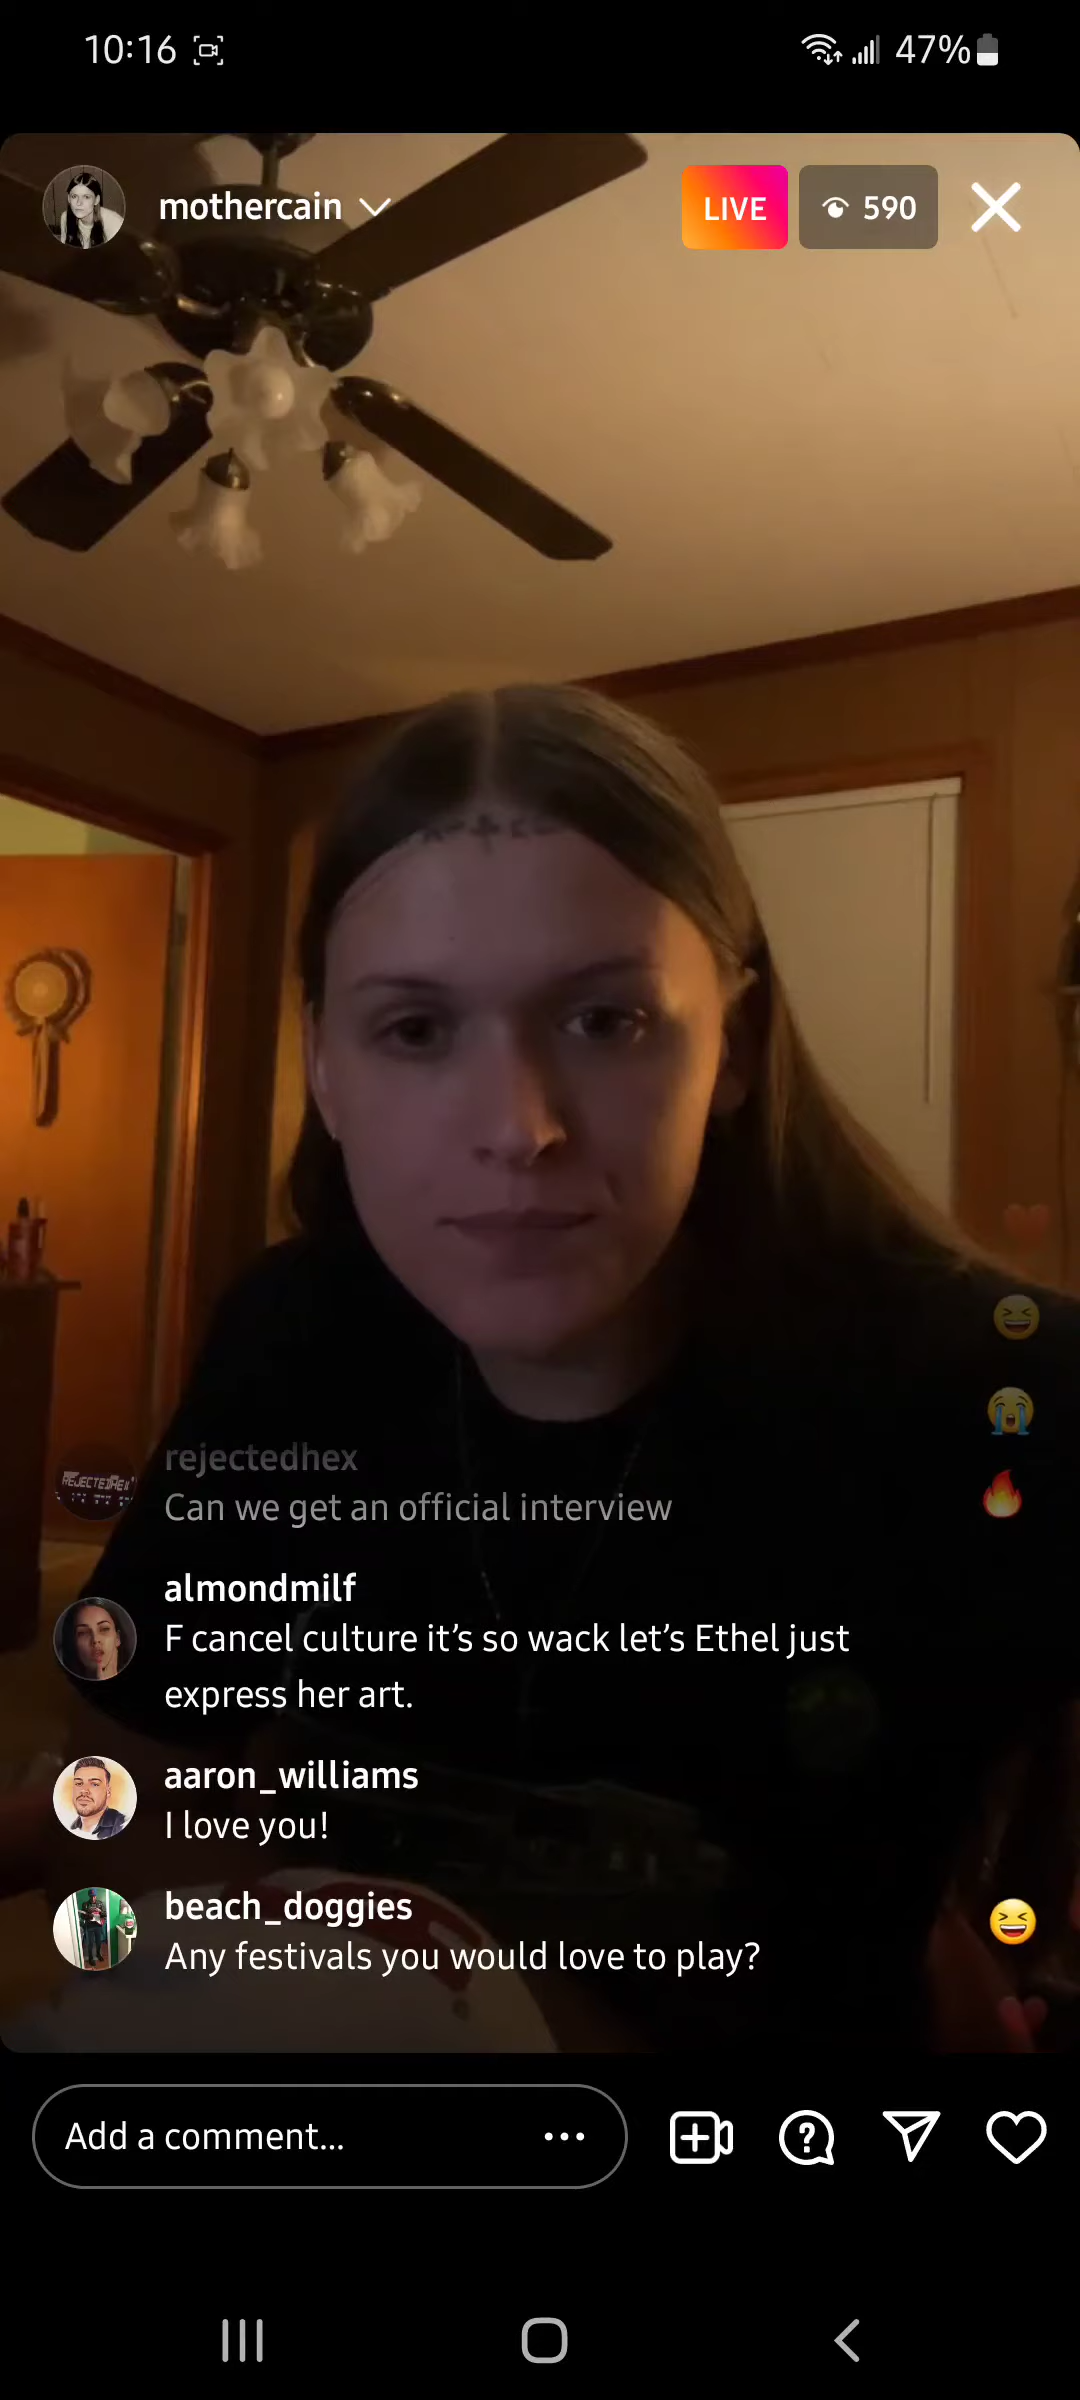 10:16
47%
mothercain
LIVE
590
rejectedhex
Can we get an official interview
almondmilf
F cancel culture it’s so wack let’s Ethel just
express her art.
aaron_williams
I love you!
beach_doggies
Any festivals you would love to play?
Add a comment...